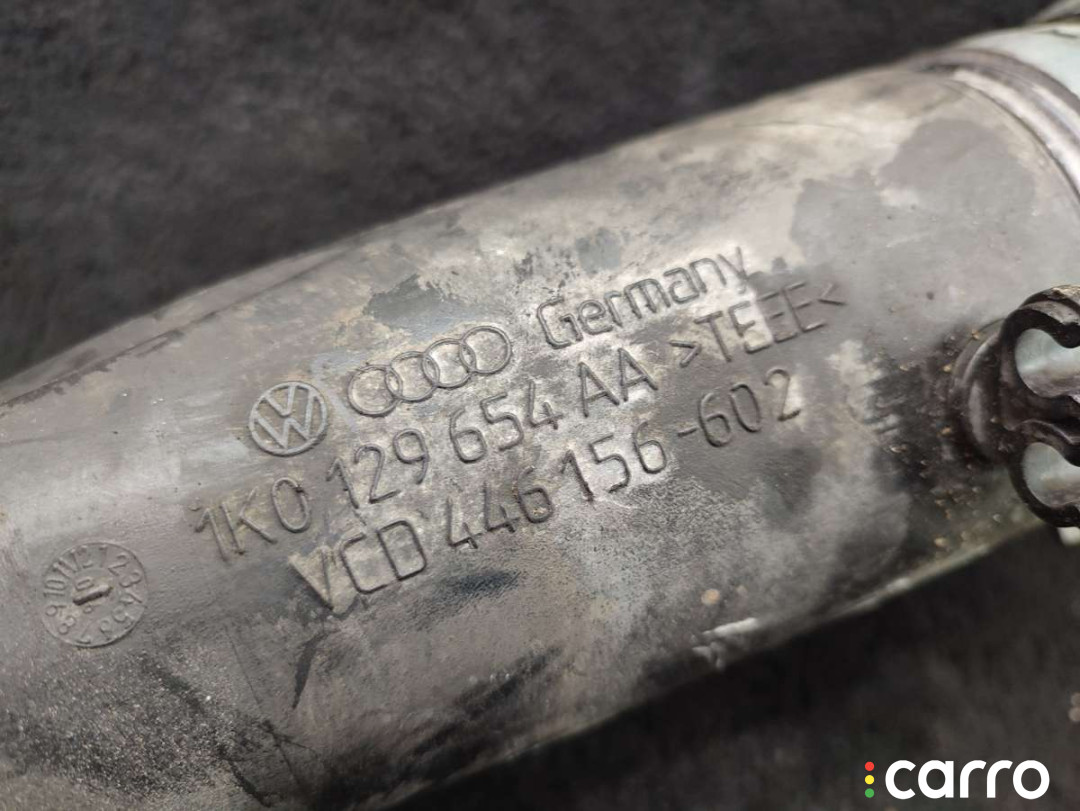 Germany
1K0 129 654 AA >TEEE<
VCD 446 156-602
carro